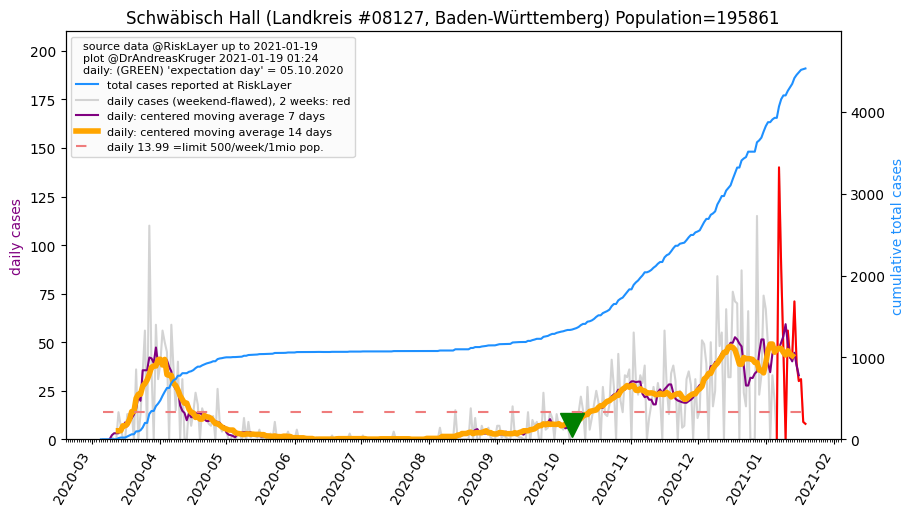 Schwäbisch Hall (Landkreis #08127, Baden-Württemberg) Population=195861
source data @RiskLayer up to 2021-01-19
plot @DrAndreasKruger 2021-01-19 01:24
daily: (GREEN) 'expectation day' = 05.10.2020
total cases reported at RiskLayer
daily cases (weekend-flawed), 2 weeks: red
daily: centered moving average 7 days
daily: centered moving average 14 days
daily 13.99 =limit 500/week/1mio pop.
daily cases
200
175
150
125
100
75
50
25
0
cumulative total cases
4000
3000
2000
1000
0
2020-03
2020-04
2020-05
2020-06
2020-07
2020-08
2020-09
2020-10
2020-11
2020-12
2021-01
2021-02